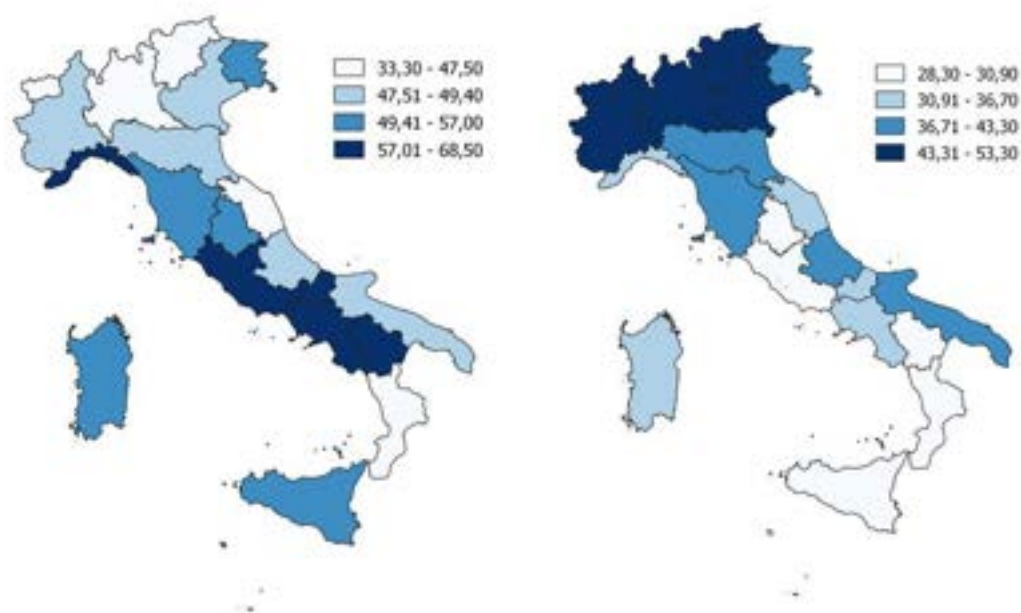 33,30 - 47,50
47,51 - 49,40
49,41 - 57,00
57,01 - 68,50
28,30 - 30,90
30,91 - 36,70
36,71 - 43,30
43,31 - 53,30